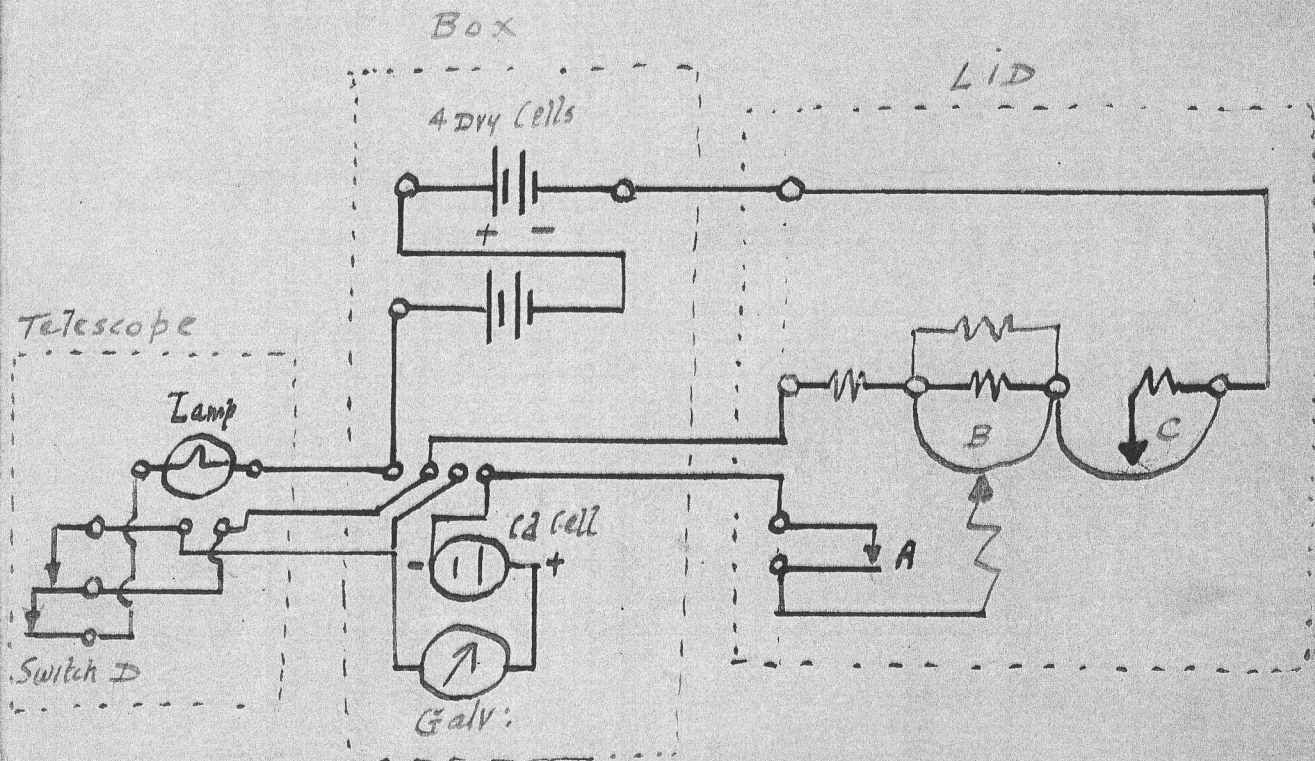 Box
LiD
4 Dry Cells
+ -
Telescope
Lamp
B
C
Cd Cell
- +
A
Switch D
Galv: